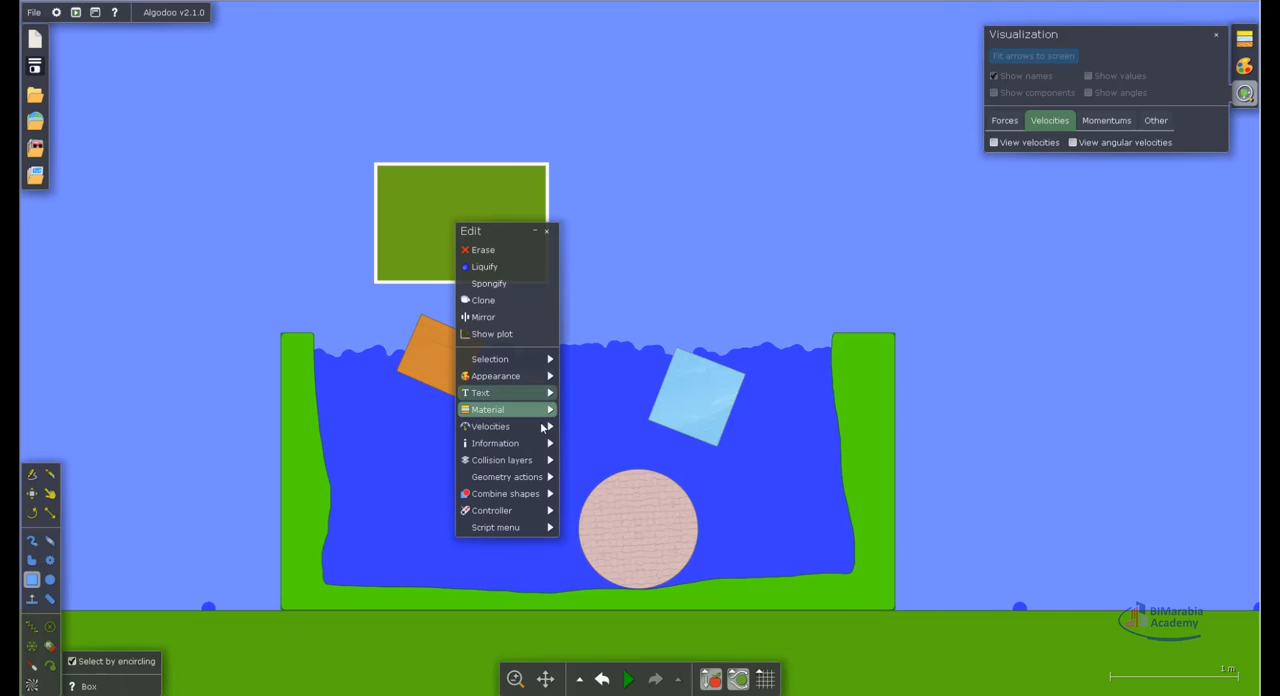 File
Algodoo v2.1.0
Visualization
Fit arrows to screen
Show names
Show values
Show components
Show angles
Forces
Velocities
Momentums
Other
View velocities
View angular velocities
Edit
Erase
Liquify
Spongify
Clone
Mirror
Show plot
Selection
Appearance
Text
Material
Velocities
Information
Collision layers
Geometry actions
Combine shapes
Controller
Script menu
BIMarabia
Academy
Select by encircling
Box
1 m